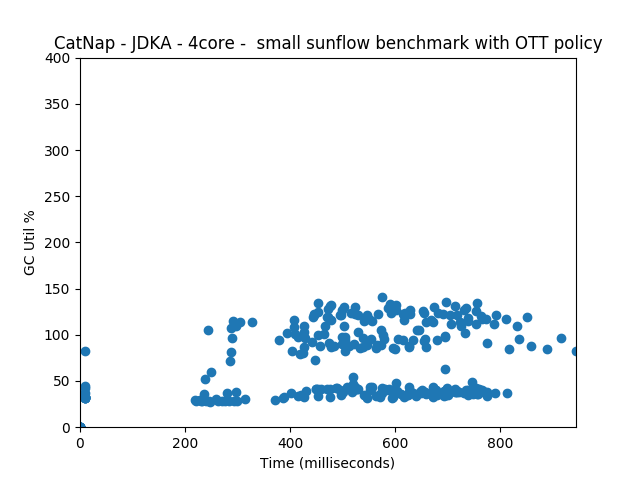 CatNap - JDKA - 4core -  small sunflow benchmark with OTT policy
400
350
300
250
200
150
100
50
0
GC Util %
0 200 400 600 800
Time (milliseconds)